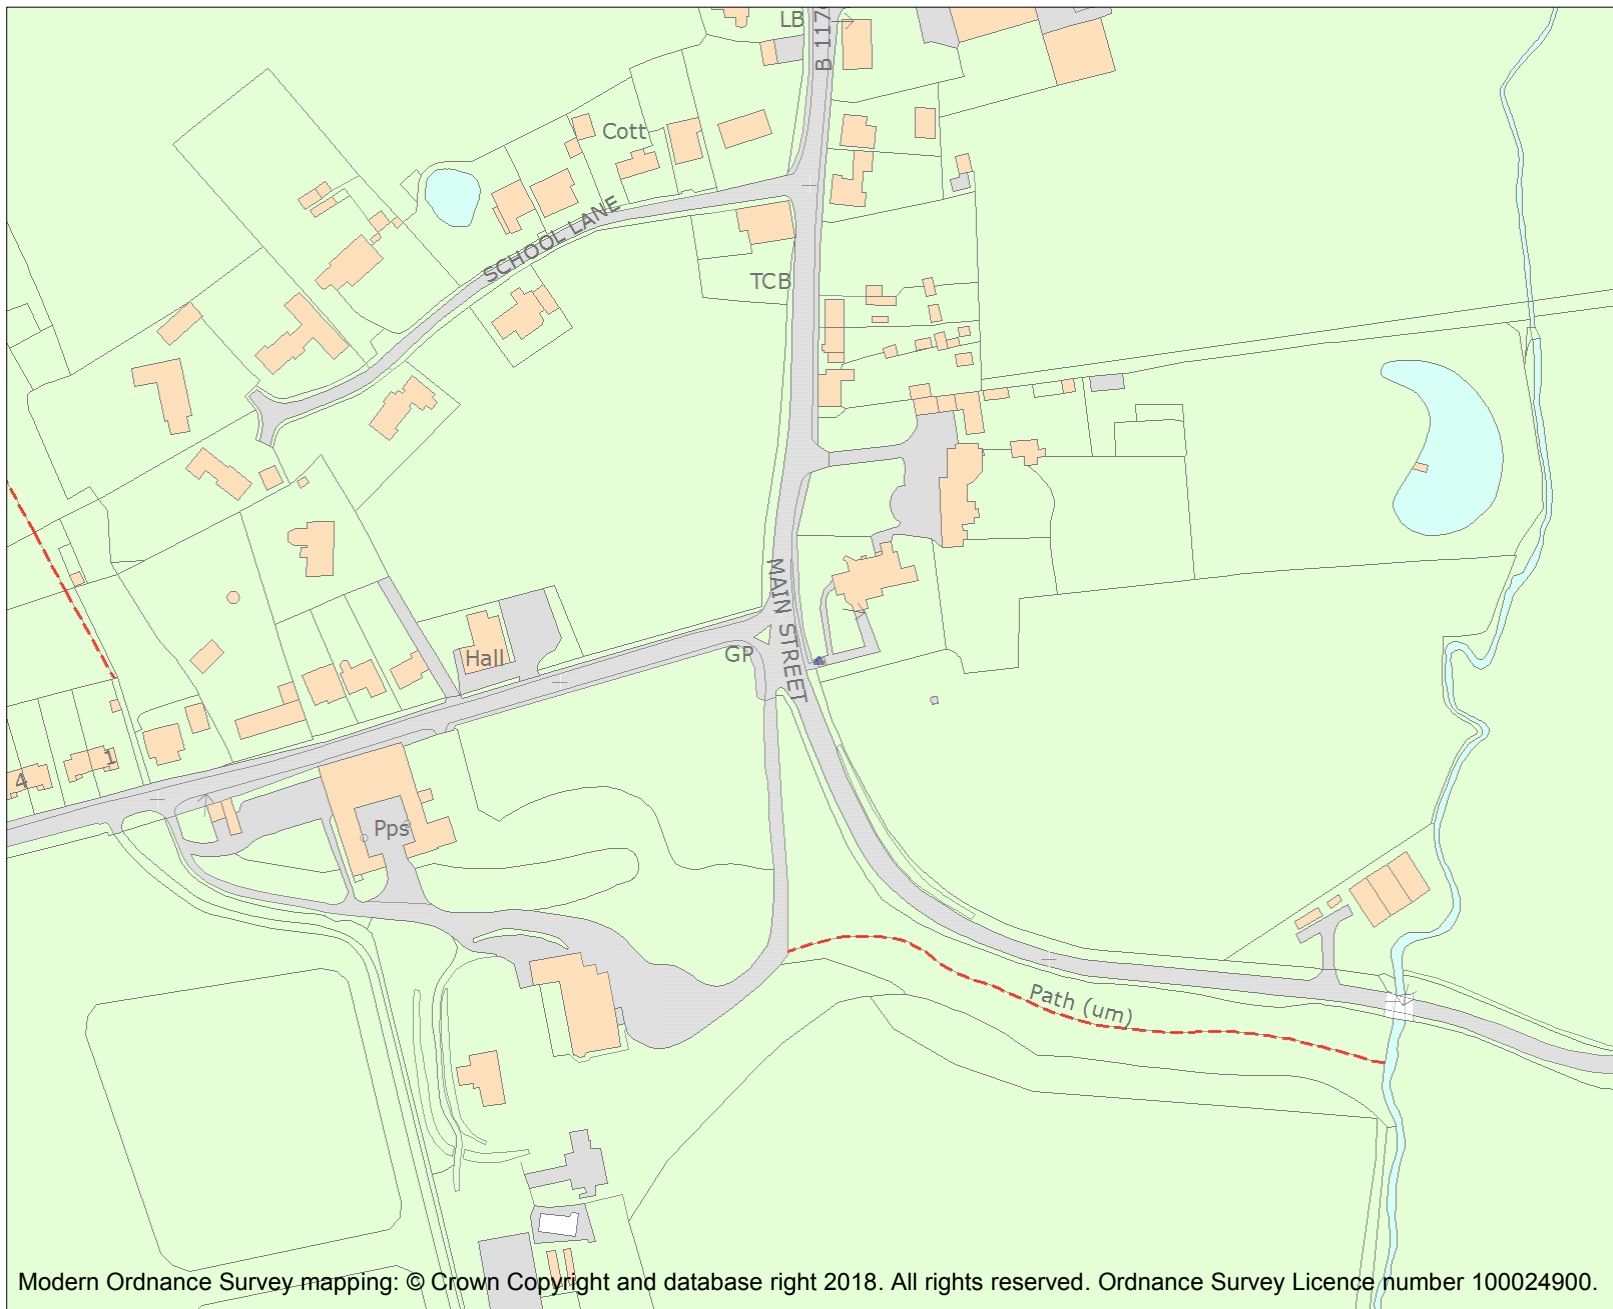 LB
B 117
Cott
SCHOOL LANE
TCB
MAIN STREET
GP
Hall
1
4
Pps
Path (um)
Modern Ordnance Survey mapping: © Crown Copyright and database right 2018. All rights reserved. Ordnance Survey Licence number 100024900.